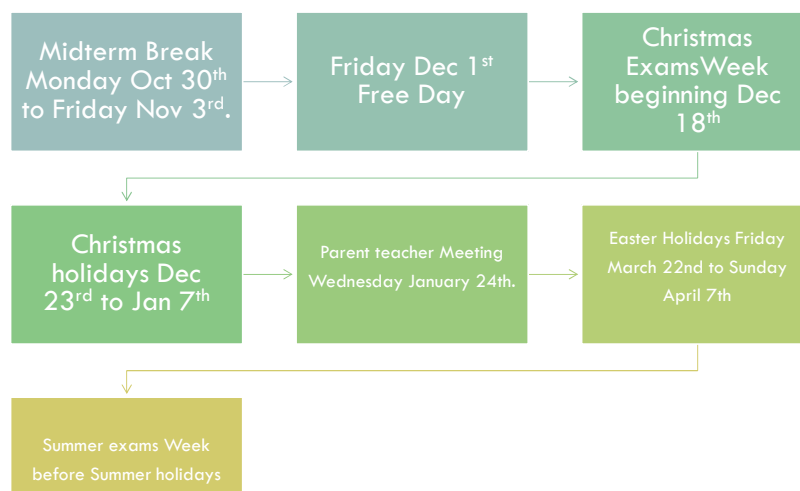 Midterm Break
Monday Oct 30th
to Friday Nov 3rd.
Friday Dec 1st
Free Day
Christmas
ExamsWeek
beginning Dec
18th
Christmas
holidays Dec
23rd to Jan 7th
Parent teacher Meeting
Wednesday January 24th.
Easter Holidays Friday
March 22nd to Sunday
April 7th
Summer exams Week
before Summer holidays